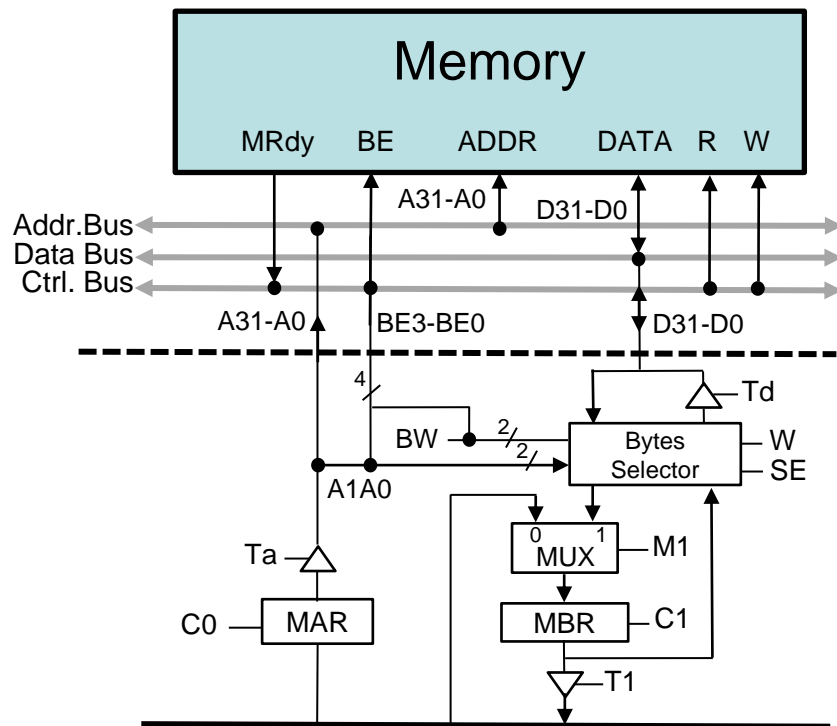 Memory
MRdy BE ADDR DATA R W
A31-A0 D31-D0
Addr.Bus
Data Bus
Ctrl. Bus
A31-A0 BE3-BE0 D31-D0
4
Td
BW 2 Bytes W
2 Selector SE
A1A0
0 1
Ta MUX M1
C0 MAR MBR C1
T1